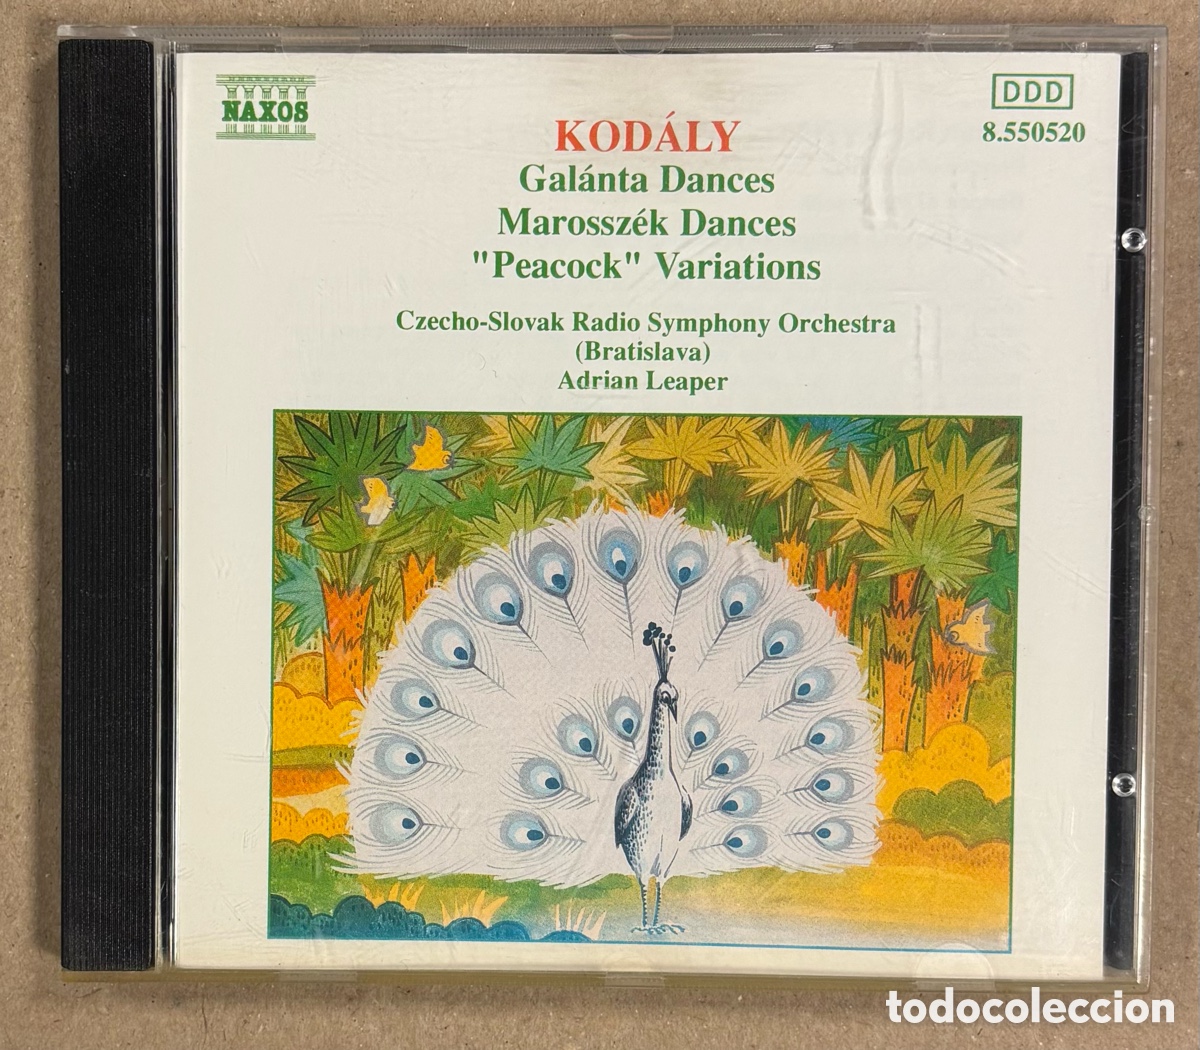 NAXOS
DDD
8.550520
KODÁLY
Galánta Dances
Marosszék Dances
"Peacock" Variations
Czecho-Slovak Radio Symphony Orchestra
(Bratislava)
Adrian Leaper
todocoleccion